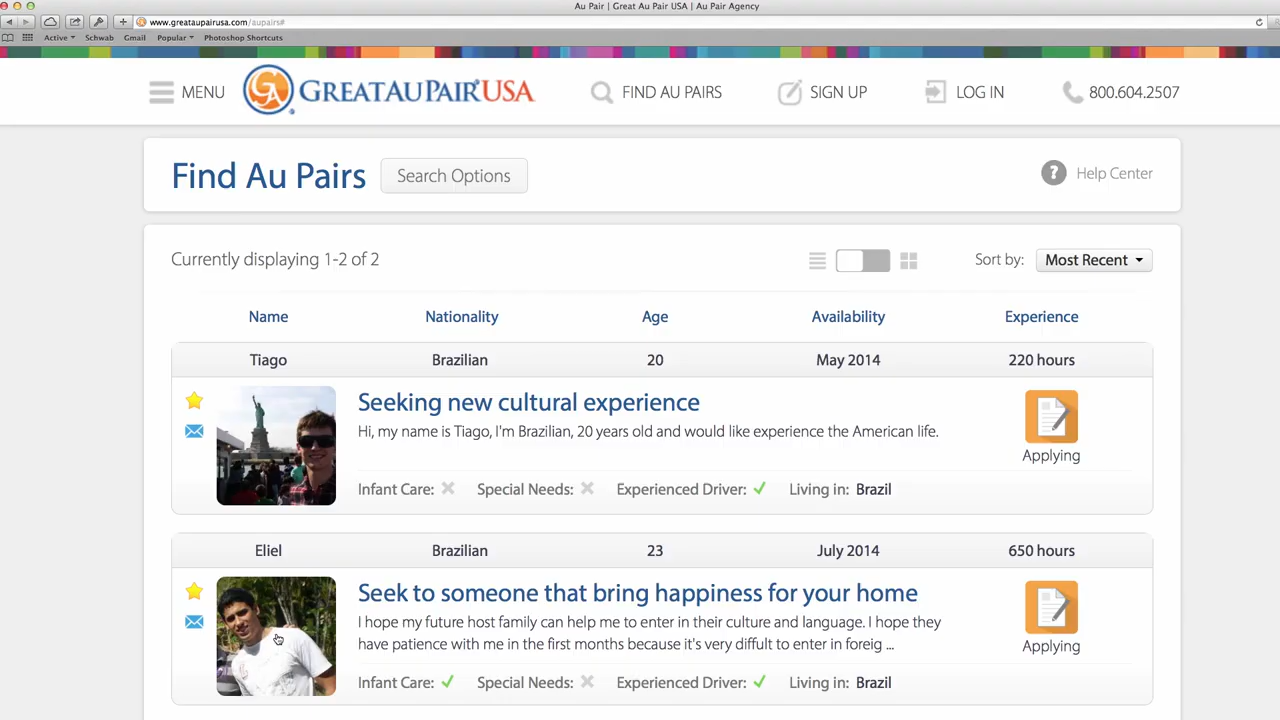 Au Pair | Great Au Pair USA | Au Pair Agency
www.greataupairusa.com/aupairs#
Active Schwab Gmail Popular Photoshop Shortcuts
MENU GA GREATAUPAIR® USA FIND AU PAIRS SIGN UP LOG IN 800.604.2507
Find Au Pairs Search Options ? Help Center
Currently displaying 1-2 of 2 Sort by: Most Recent
Name Nationality Age Availability Experience
Tiago Brazilian 20 May 2014 220 hours
Seeking new cultural experience
Hi, my name is Tiago, I'm Brazilian, 20 years old and would like experience the American life.
Applying
Infant Care: Special Needs: Experienced Driver: Living in: Brazil
Eliel Brazilian 23 July 2014 650 hours
Seek to someone that bring happiness for your home
I hope my future host family can help me to enter in their culture and language. I hope they
have patience with me in the first months because it's very diffult to enter in foreig ...
Applying
Infant Care: Special Needs: Experienced Driver: Living in: Brazil